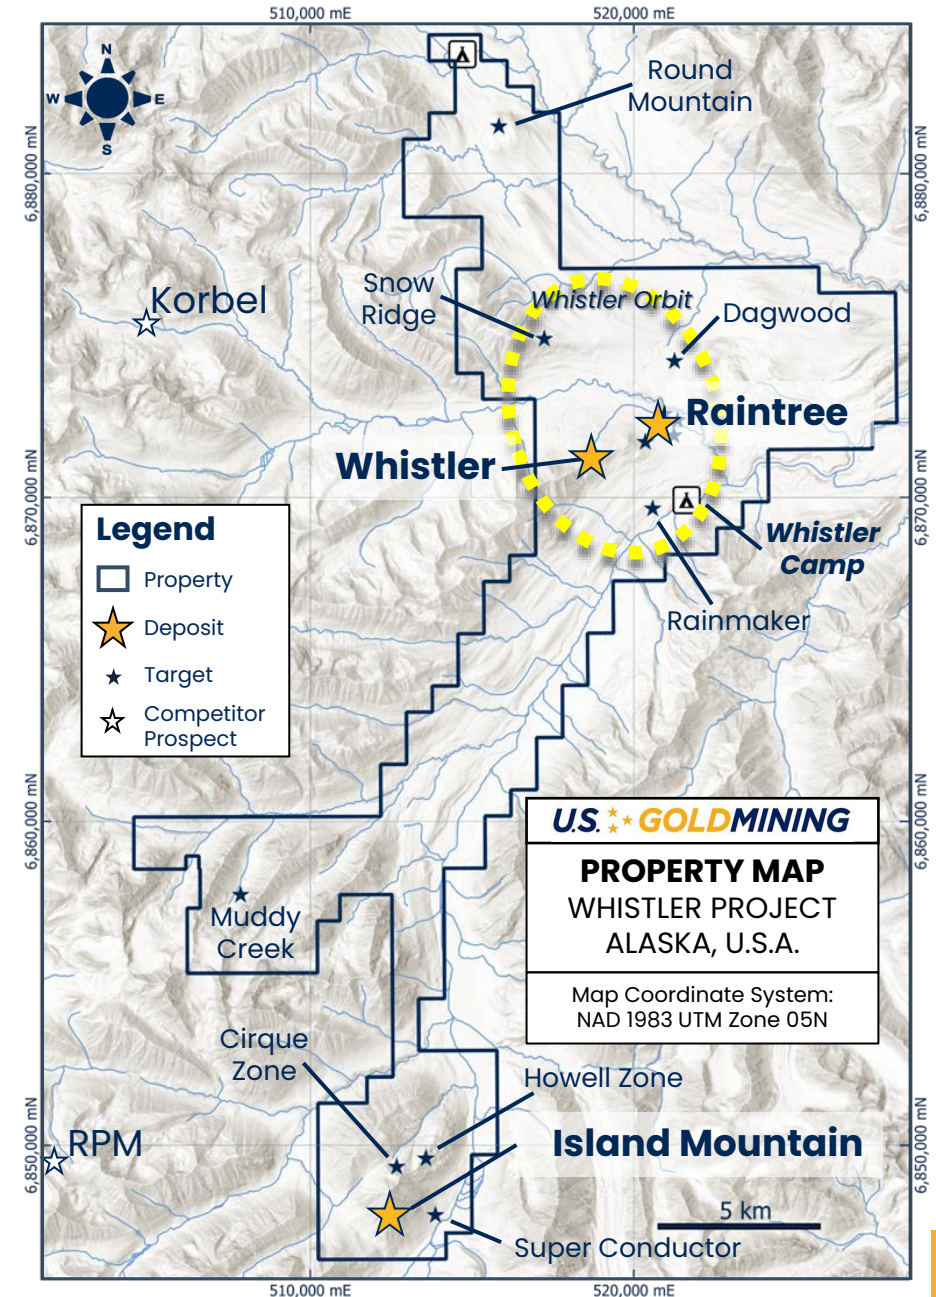 510,000 mE
520,000 mE
N
W
E
S
Round
Mountain
6,880,000 mN
6,880,000 mN
Snow
Ridge
Whistler Orbit
Korbel
Dagwood
Raintree
Whistler
6,870,000 mN
6,870,000 mN
Whistler
Camp
Rainmaker
Legend
Property
Deposit
Target
Competitor
Prospect
6,860,000 mN
6,860,000 mN
U.S. GOLDMINING
PROPERTY MAP
WHISTLER PROJECT
ALASKA, U.S.A.
Map Coordinate System:
NAD 1983 UTM Zone 05N
Muddy
Creek
Cirque
Zone
Howell Zone
6,850,000 mN
6,850,000 mN
RPM
Island Mountain
5 km
Super Conductor
510,000 mE
520,000 mE